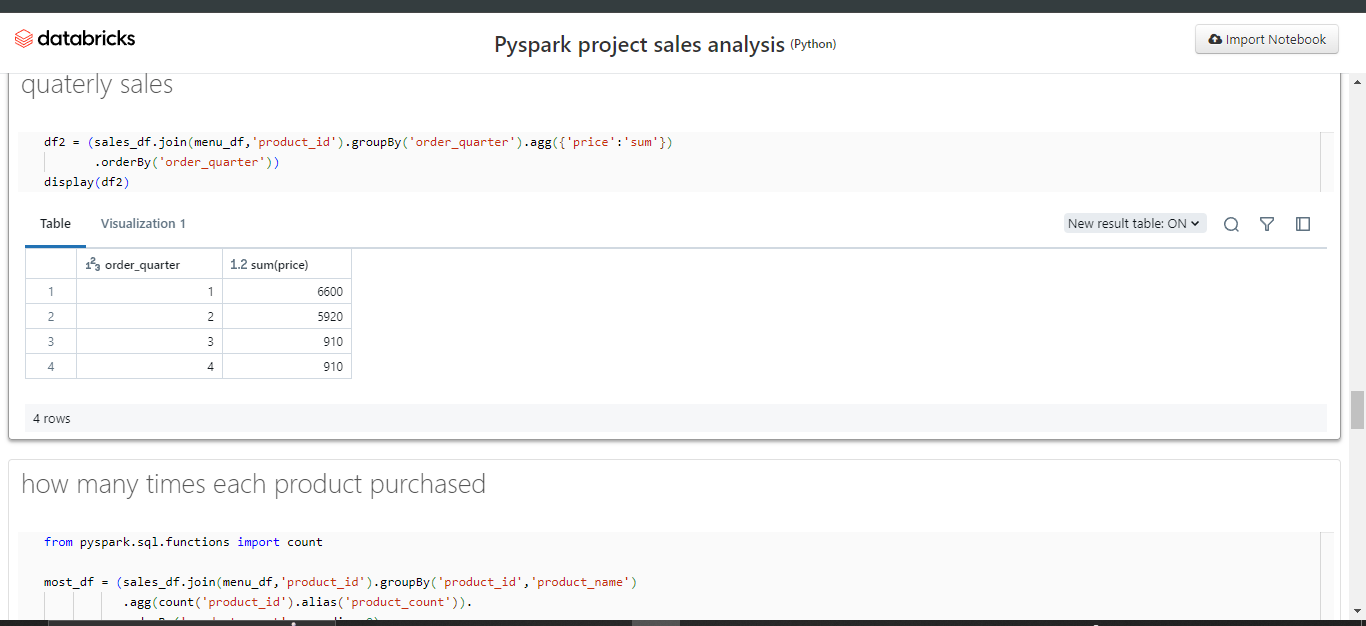 databricks
Pyspark project sales analysis (Python)
Import Notebook
quaterly sales
df2 = (sales_df.join(menu_df,'product_id').groupBy('order_quarter').agg({'price':'sum'})
.orderBy('order_quarter'))
display(df2)
Table Visualization 1 New result table: ON
1²3 order_quarter 1.2 sum(price)
1 1 6600
2 2 5920
3 3 910
4 4 910
4 rows
how many times each product purchased
from pyspark.sql.functions import count
most_df = (sales_df.join(menu_df,'product_id').groupBy('product_id','product_name')
.agg(count('product_id').alias('product_count')).